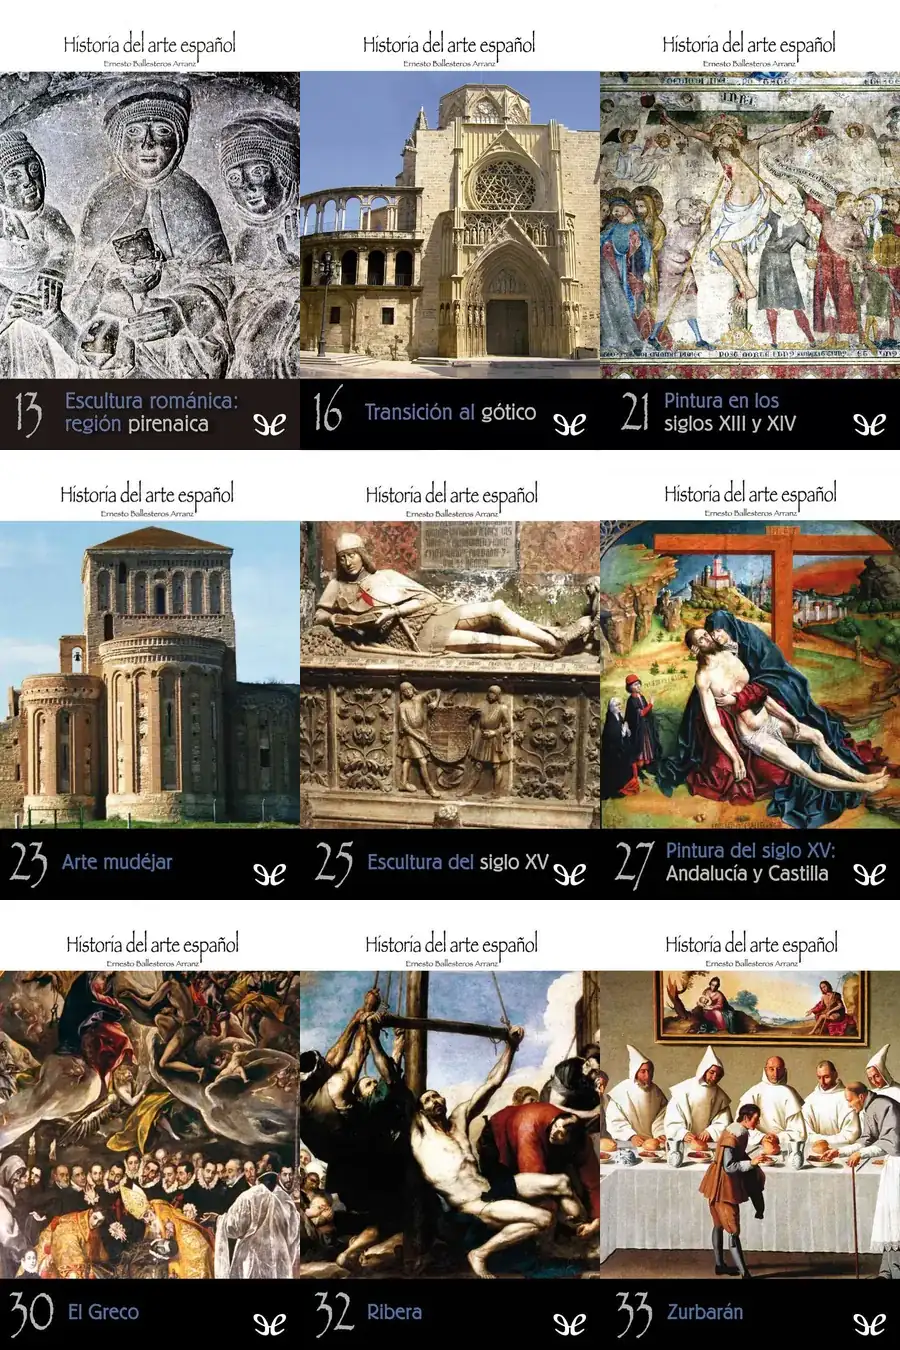 Historia del arte español
Ernesto Ballesteros Arranz
13
Escultura románica:
región pirenaica
Historia del arte español
Ernesto Ballesteros Arranz
16
Transición al gótico
Historia del arte español
Ernesto Ballesteros Arranz
21
Pintura en los
siglos XIII y XIV
Historia del arte español
Ernesto Ballesteros Arranz
23
Arte mudéjar
Historia del arte español
Ernesto Ballesteros Arranz
25
Escultura del siglo XV
Historia del arte español
Ernesto Ballesteros Arranz
27
Pintura del siglo XV:
Andalucía y Castilla
Historia del arte español
Ernesto Ballesteros Arranz
30
El Greco
Historia del arte español
Ernesto Ballesteros Arranz
32
Ribera
Historia del arte español
Ernesto Ballesteros Arranz
33
Zurbarán